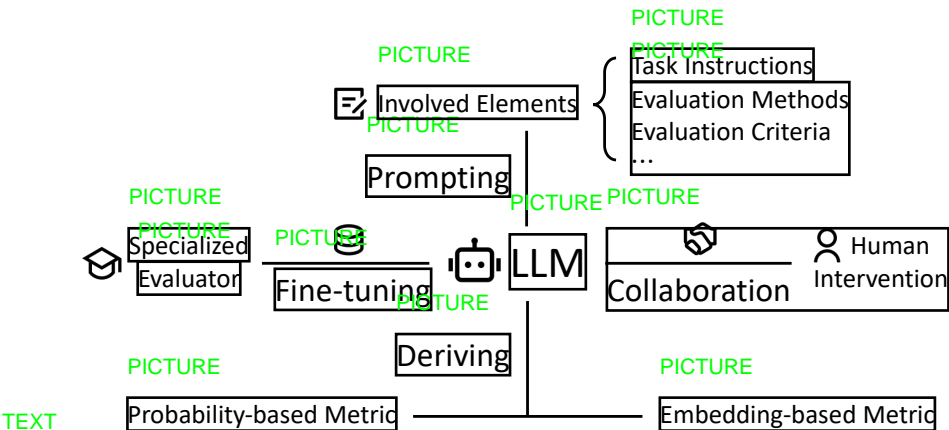 PICTURE
PICTURE
PICTURE
Task Instructions
Involved Elements
Evaluation Methods
Evaluation Criteria
...
PICTURE
Prompting
PICTURE
PICTURE
PICTURE
PICTURE
PICTURE
Specialized
Evaluator
Fine-tuning
LLM
Collaboration
Human
Intervention
PICTURE
Deriving
PICTURE
PICTURE
TEXT
Probability-based Metric
Embedding-based Metric